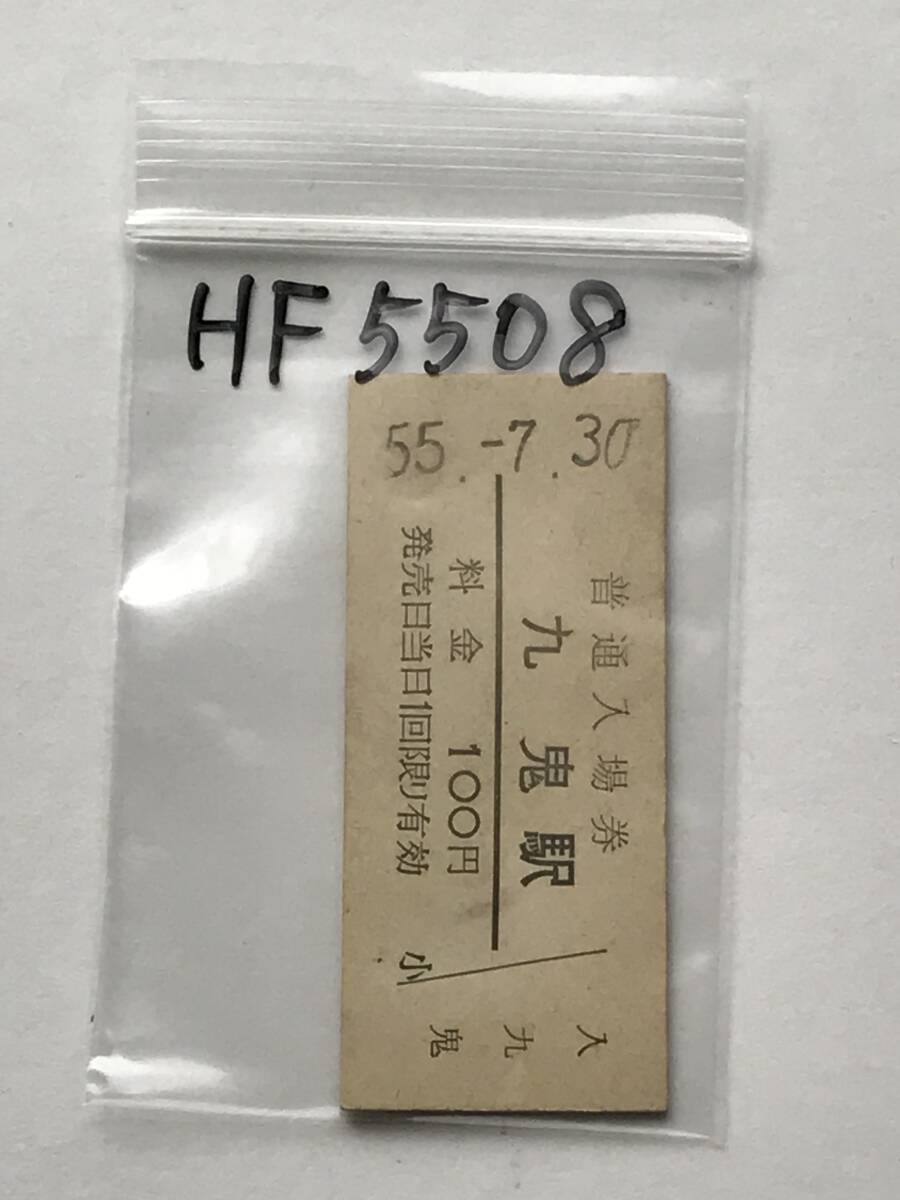 HF5508
55.-7.30
普通入場券
九鬼駅
料金 100円
発売日当日1回限り有効
小
入
九
鬼